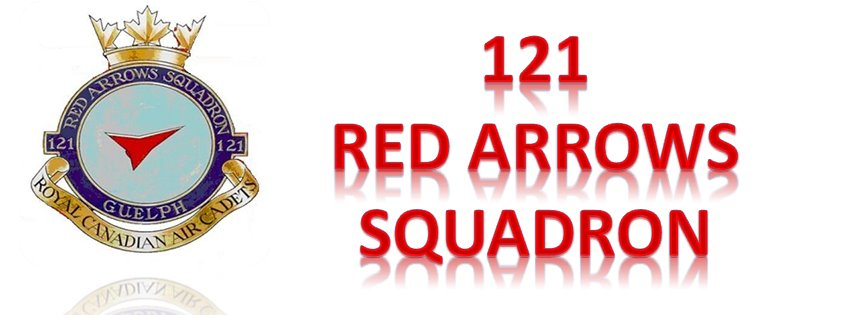 RED ARROWS SQUADRON
121 121
GUELPH
ROYAL CANADIAN AIR CADETS
121
RED ARROWS
SQUADRON